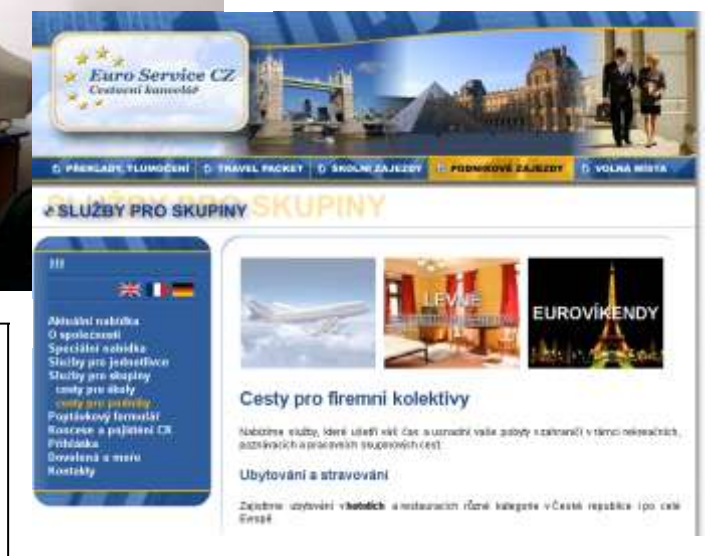 Euro Service CZ
Cestovní kancelář
PŘEKLADY, TLUMOČENÍ
TRAVEL PACKET
ŠKOLNÍ ZÁJEZDY
PODNIKOVÉ ZÁJEZDY
VOLNÁ MÍSTA
SLUŽBY PRO SKUPINY SKUPINY
!!!
Aktuální nabídka
O společnosti
Speciální nabídka
Služby pro jednotlivce
Služby pro skupiny
cesty pro školy
cesty pro podniky
Poptávkový formulář
Koncese a pojištění CK
Přihláška
Dovolená u moře
Kontakty
LEVNÉ
EUROVÍKENDY
Cesty pro firemní kolektivy
Nabízíme služby, které ušetří váš čas a usnadní vaše pobyty v zahraničí v rámci rekreačních,
poznávacích a pracovních skupinových cest.
Ubytování a stravování
Zajistíme ubytování v hotelích a restauracích různé kategorie v České republice i po celé
Evropě